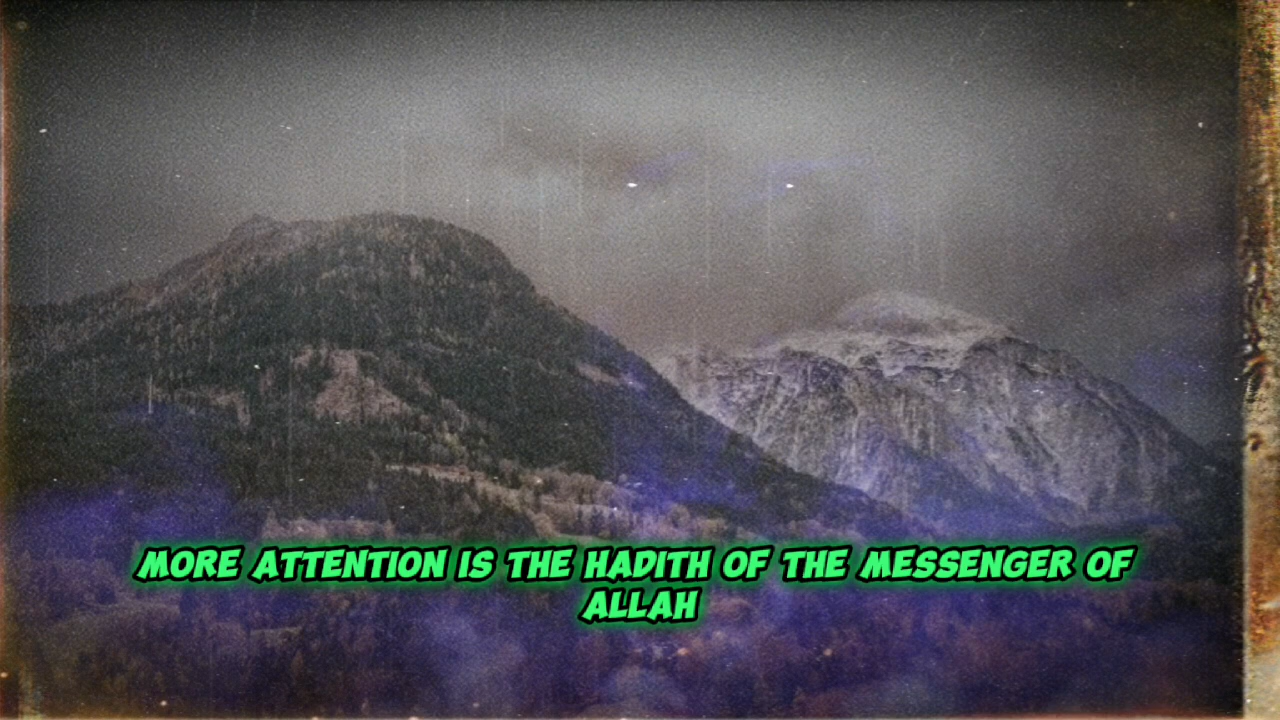 MORE ATTENTION IS THE HADITH OF THE MESSENGER OF
ALLAH